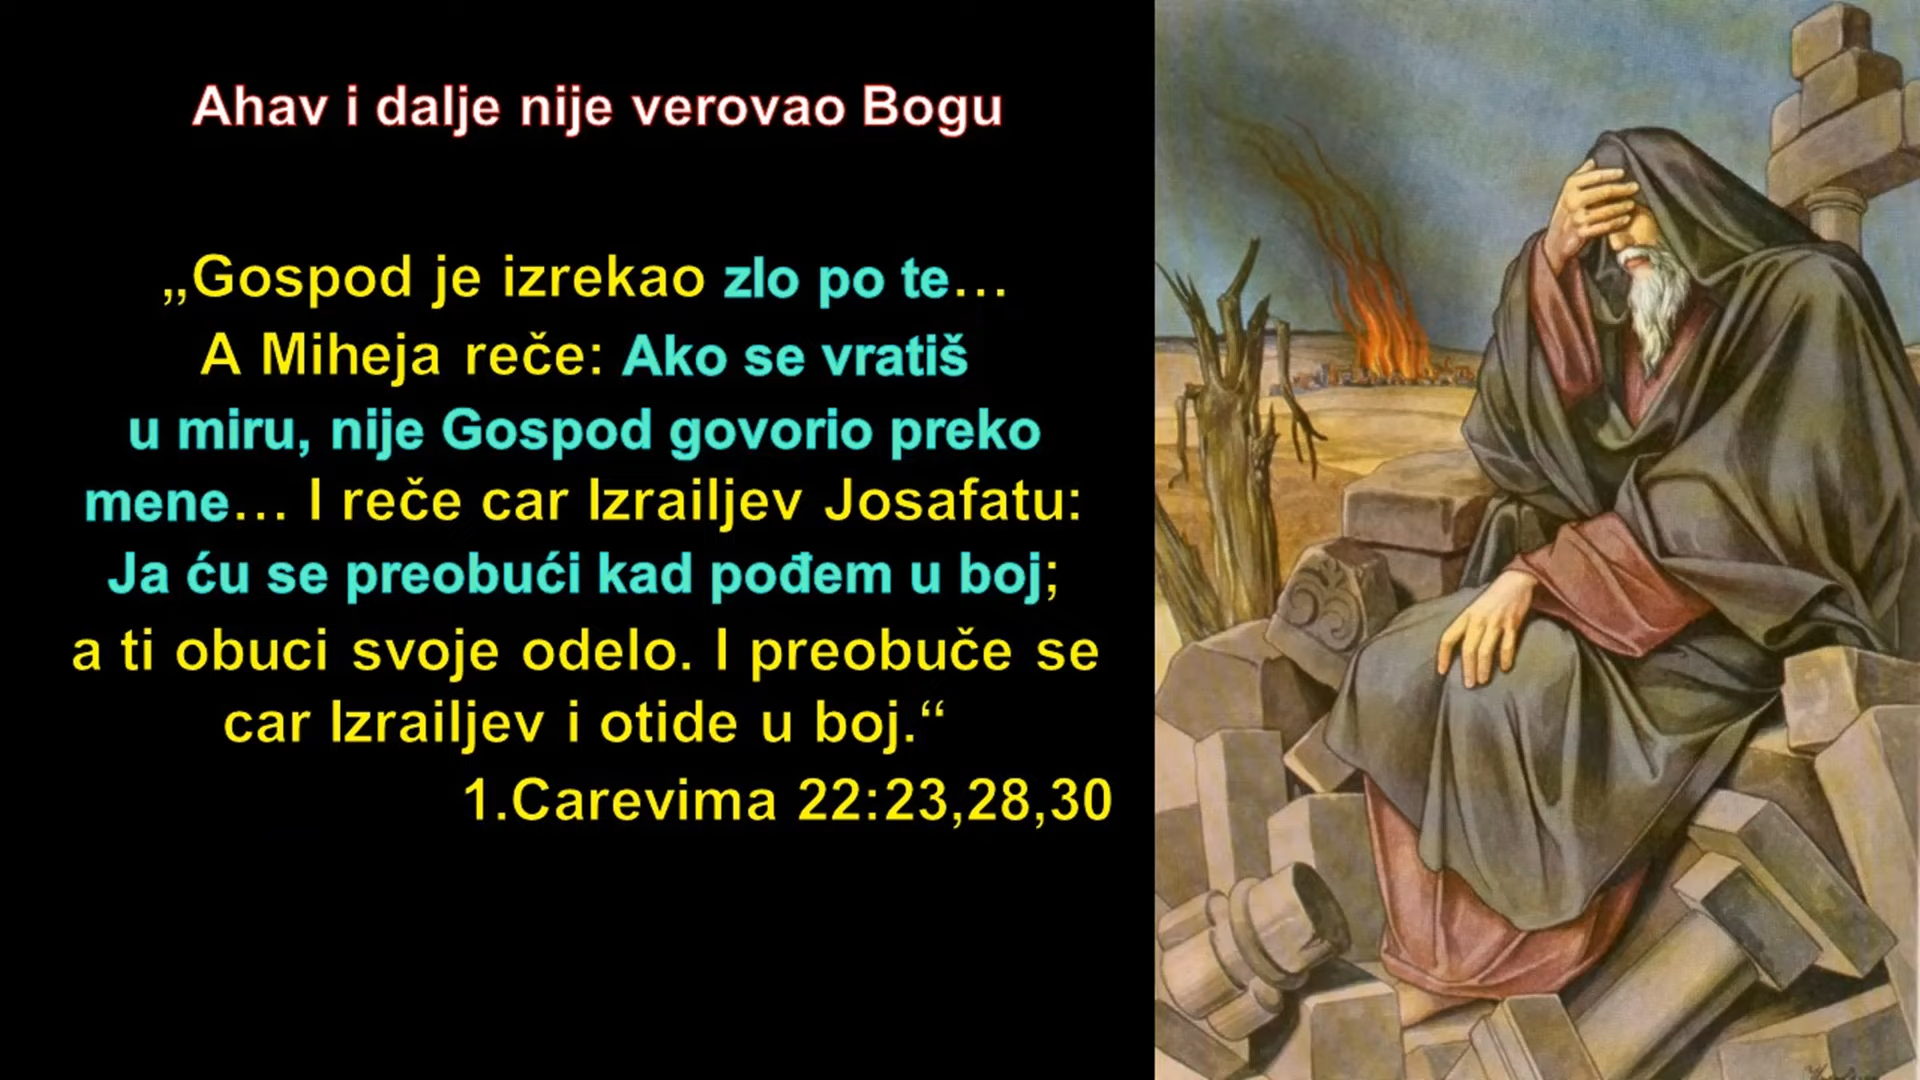 Ahav i dalje nije verovao Bogu
„Gospod je izrekao zlo po te…
A Miheja reče: Ako se vratiš
u miru, nije Gospod govorio preko
mene… I reče car Izrailjev Josafatu:
Ja ću se preobući kad pođem u boj;
a ti obuci svoje odelo. I preobuče se
car Izrailjev i otide u boj.“
1.Carevima 22:23,28,30